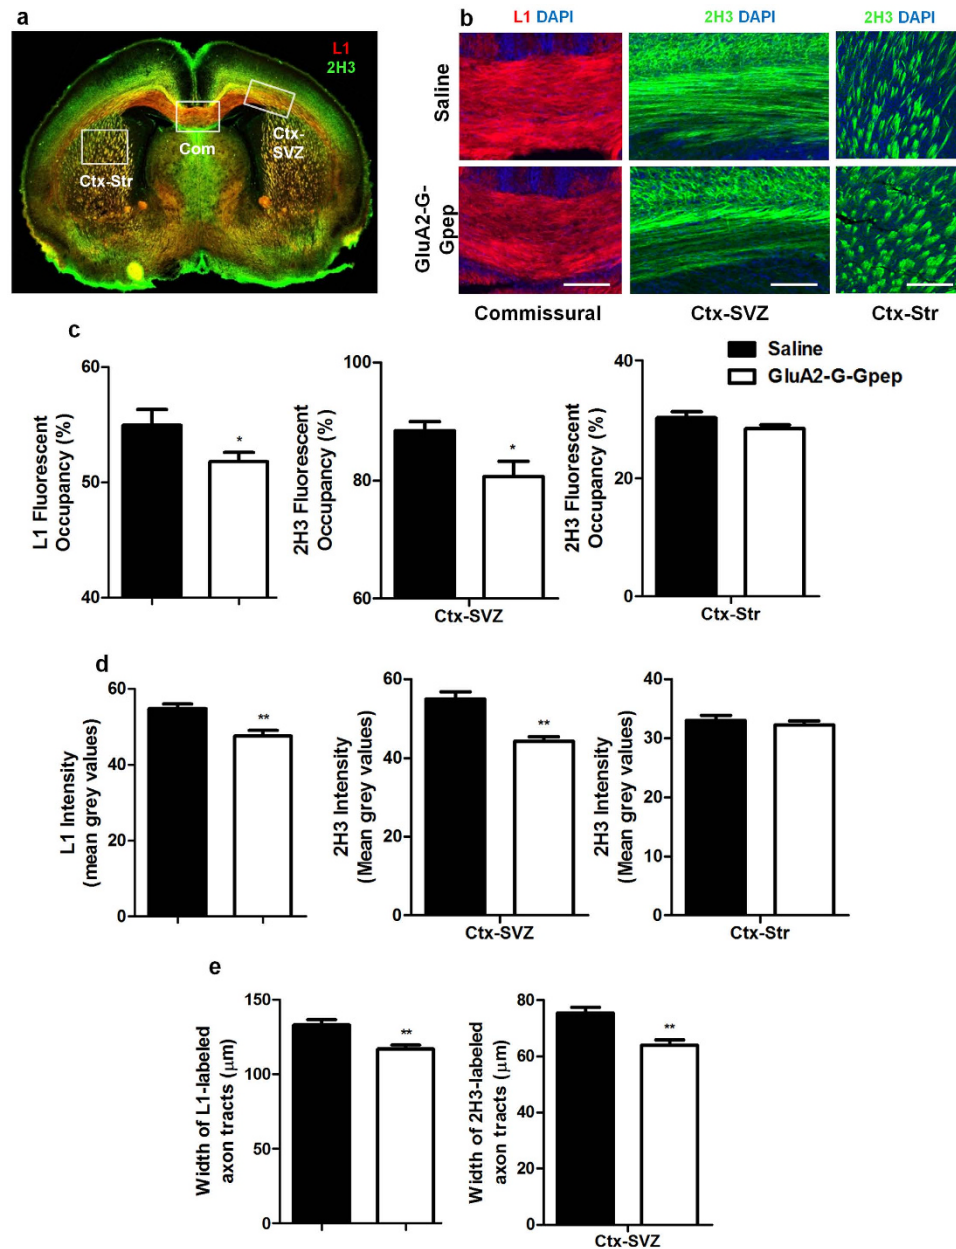 a
L1
2H3
Com
Ctx-
SVZ
Ctx-Str
b
L1 DAPI
2H3 DAPI
2H3 DAPI
Saline
GluA2-G-
Gpep
Commissural
Ctx-SVZ
Ctx-Str
c
Saline
GluA2-G-Gpep
L1 Fluorescent
Occupancy (%)
60
50
40
*
2H3 Fluorescent
Occupancy (%)
100
80
60
*
Ctx-SVZ
2H3 Fluorescent
Occupancy (%)
40
20
0
Ctx-Str
d
L1 Intensity
(mean grey values)
60
40
20
0
**
2H3 Intensity
(Mean grey values)
60
40
20
0
**
Ctx-SVZ
2H3 Intensity
(Mean grey values)
40
30
20
10
0
Ctx-Str
e
Width of L1-labeled
axon tracts (μm)
150
100
50
0
**
Width of 2H3-labeled
axon tracts (μm)
80
60
40
20
0
**
Ctx-SVZ